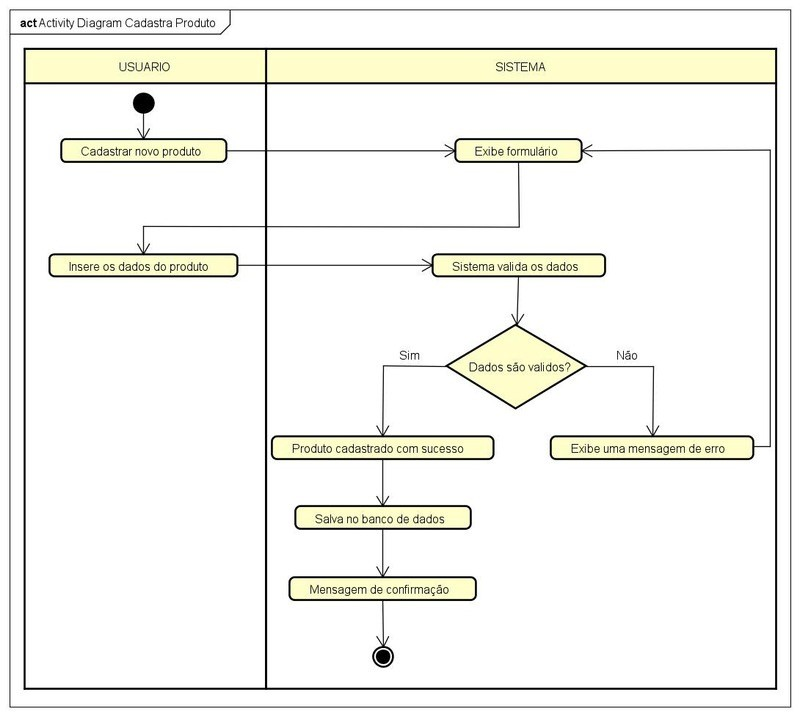 act Activity Diagram Cadastra Produto
USUARIO
SISTEMA
Cadastrar novo produto
Exibe formulário
Insere os dados do produto
Sistema valida os dados
Dados são validos?
Sim
Não
Produto cadastrado com sucesso
Exibe uma mensagem de erro
Salva no banco de dados
Mensagem de confirmação